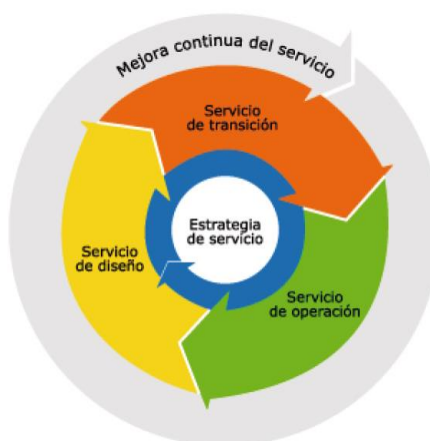 Mejora continua del servicio
Servicio
de transición
Estrategia
de servicio
Servicio
de diseño
Servicio
de operación